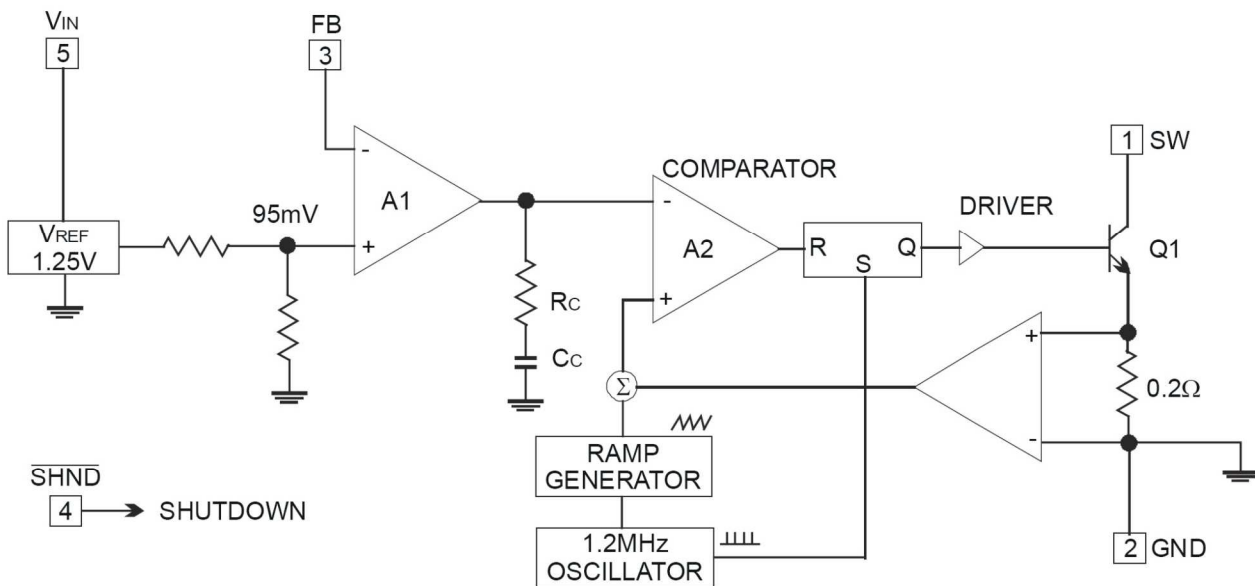 VIN
5
FB
3
1 SW
COMPARATOR
DRIVER
95mV
-
A1
+
-
A2
+
R
S
Q
Q1
VREF
1.25V
RC
CC
Σ
+
-
0.2Ω
RAMP
GENERATOR
SHND
4
SHUTDOWN
1.2MHz
OSCILLATOR
2 GND